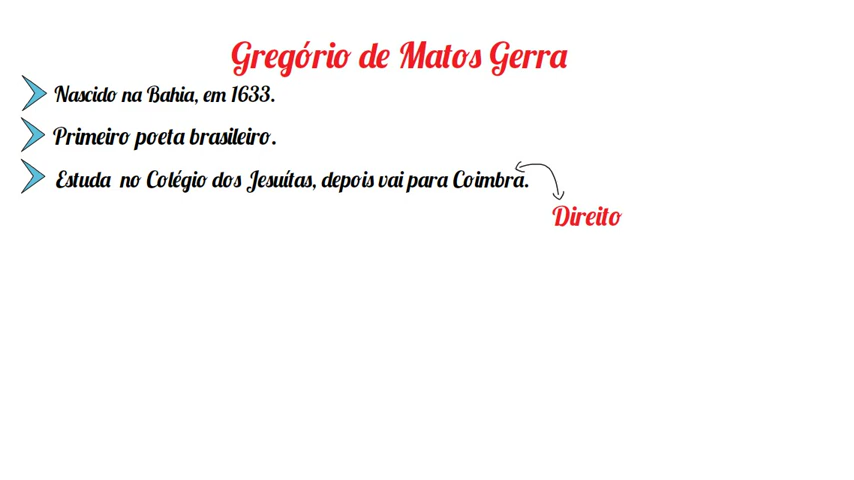 Gregório de Matos Gerra
Nascido na Bahia, em 1633.
Primeiro poeta brasileiro.
Estuda no Colégio dos Jesuítas, depois vai para Coimbra.
Direito